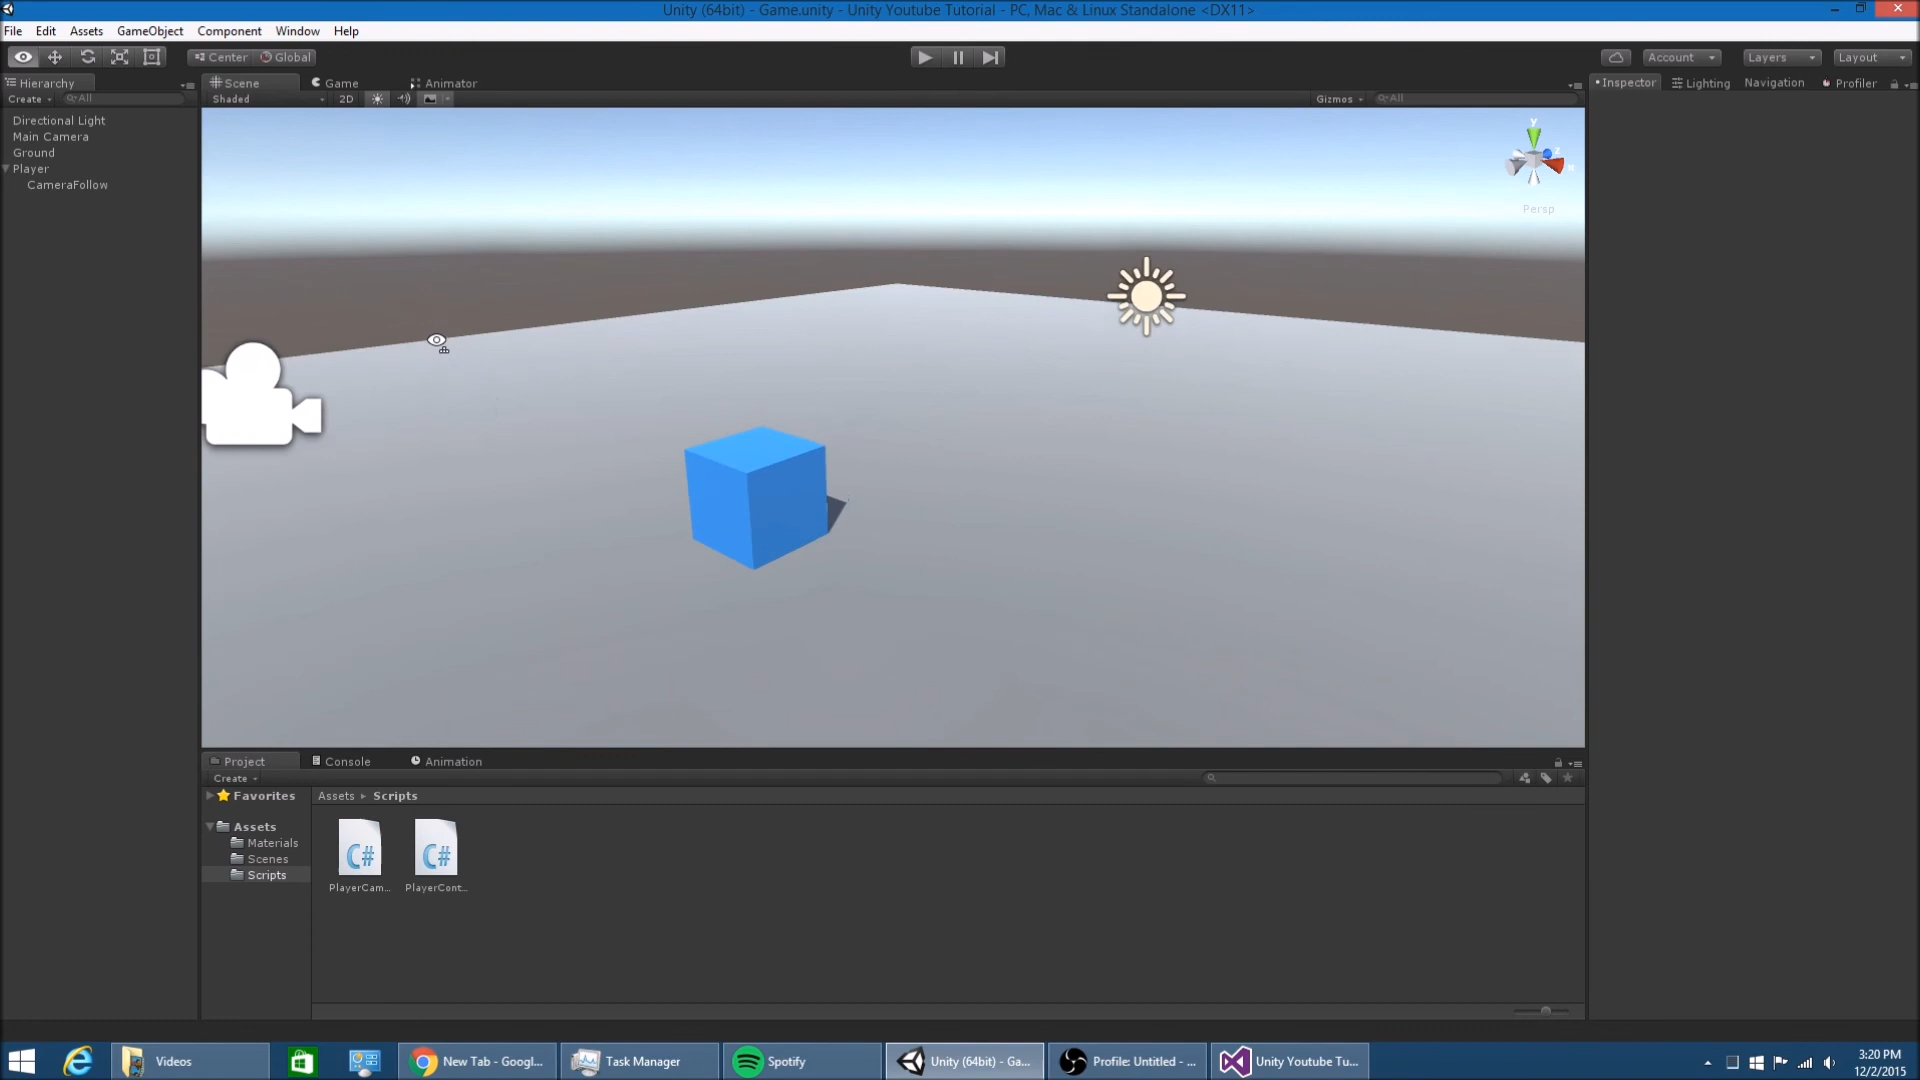 Unity (64bit) - Game.unity - Unity Youtube Tutorial - PC, Mac & Linux Standalone <DX11>
File Edit Assets GameObject Component Window Help
Center Global Account Layers Layout
Hierarchy Scene Game Animator Inspector Lighting Navigation Profiler
Create All Shaded 2D Gizmos All
Directional Light
Main Camera
Ground
Player
CameraFollow
y
z
x
Persp
Project Console Animation
Create
Favorites Assets ▸ Scripts
Assets
Materials
Scenes
Scripts
C# C#
PlayerCam... PlayerCont...
Videos New Tab - Googl... Task Manager Spotify Unity (64bit) - Ga... Profile: Untitled - ... Unity Youtube Tu...
3:20 PM
12/2/2015